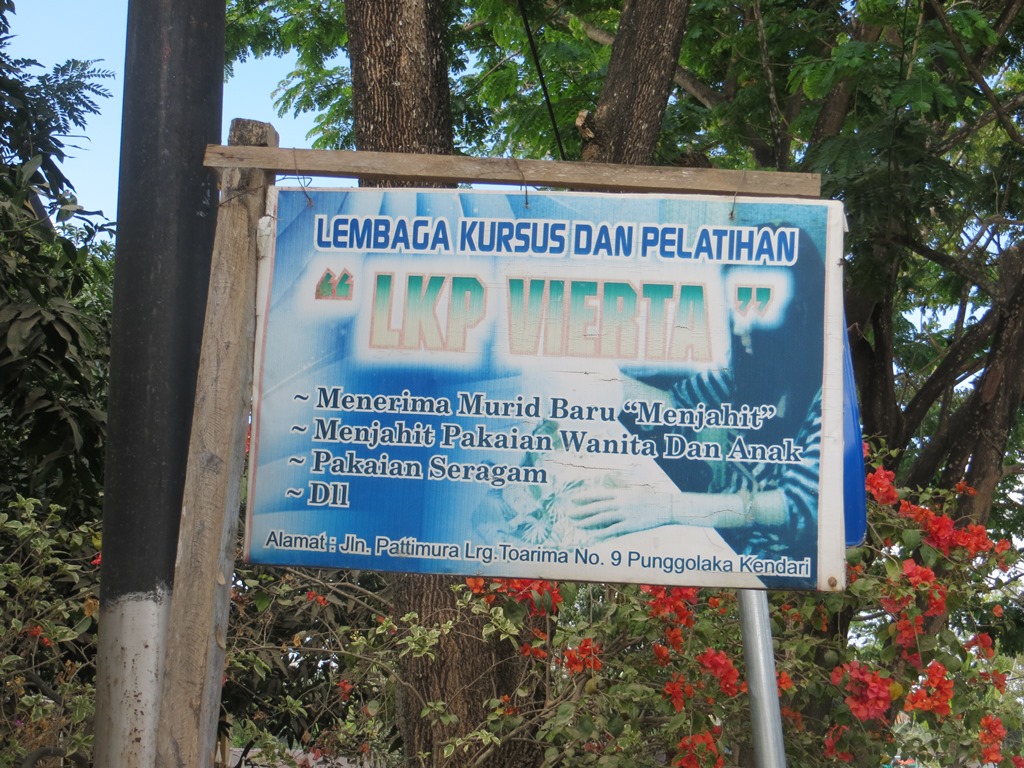 LEMBAGA KURSUS DAN PELATIHAN
“ LKP VIERTA ”
~ Menerima Murid Baru “Menjahit”
~ Menjahit Pakaian Wanita Dan Anak
~ Pakaian Seragam
~ Dll
Alamat : Jln. Pattimura Lrg.Toarima No. 9 Punggolaka Kendari